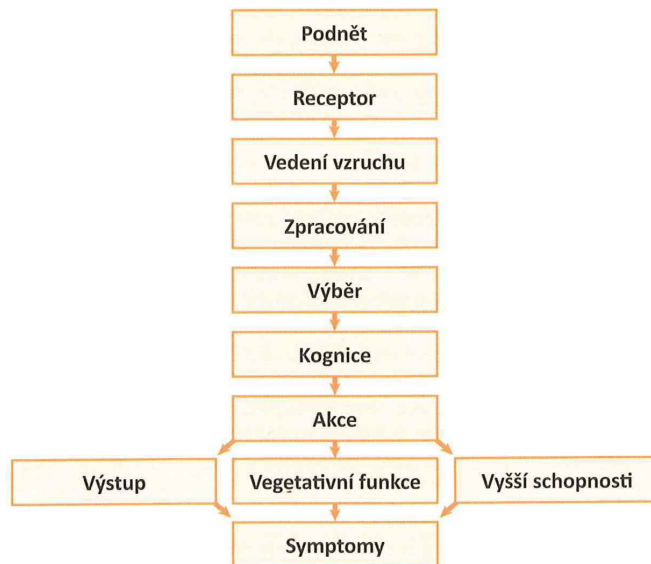 Podnět
Receptor
Vedení vzruchu
Zpracování
Výběr
Kognice
Akce
Výstup
Vegetativní funkce
Vyšší schopnosti
Symptomy